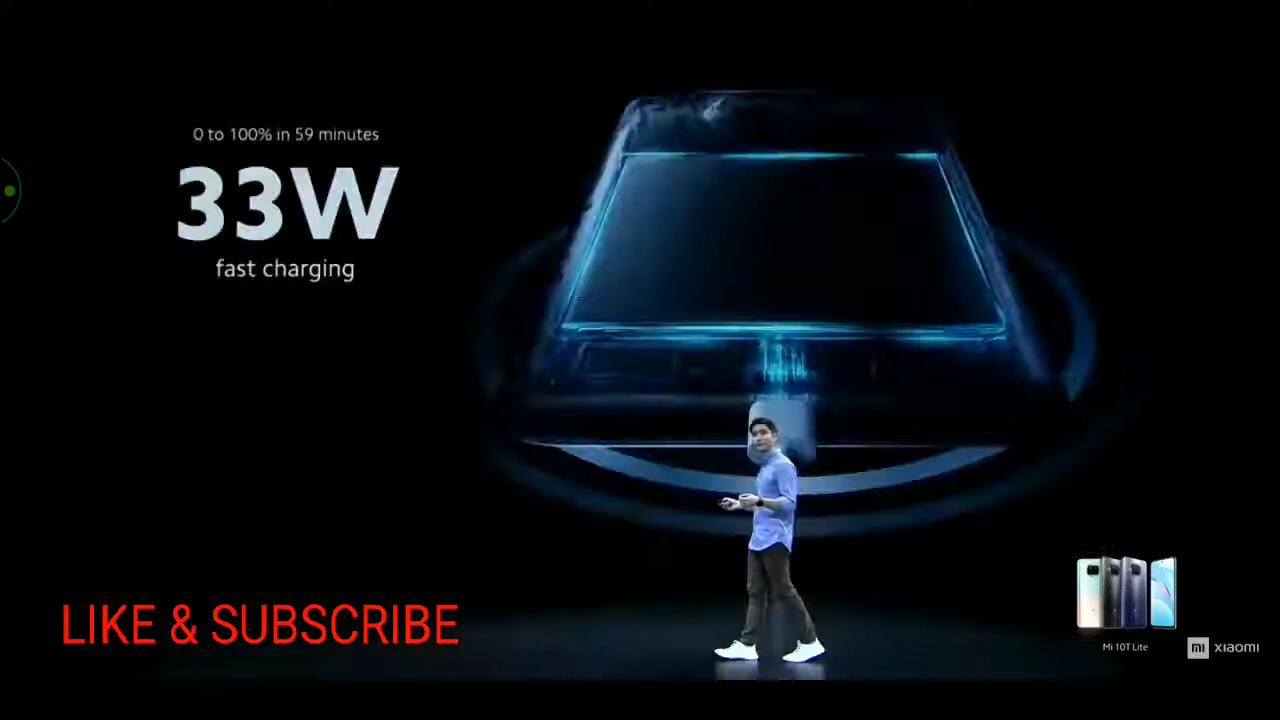 0 to 100% in 59 minutes
33W
fast charging
LIKE & SUBSCRIBE
Mi 10T Lite
mi xiaomi